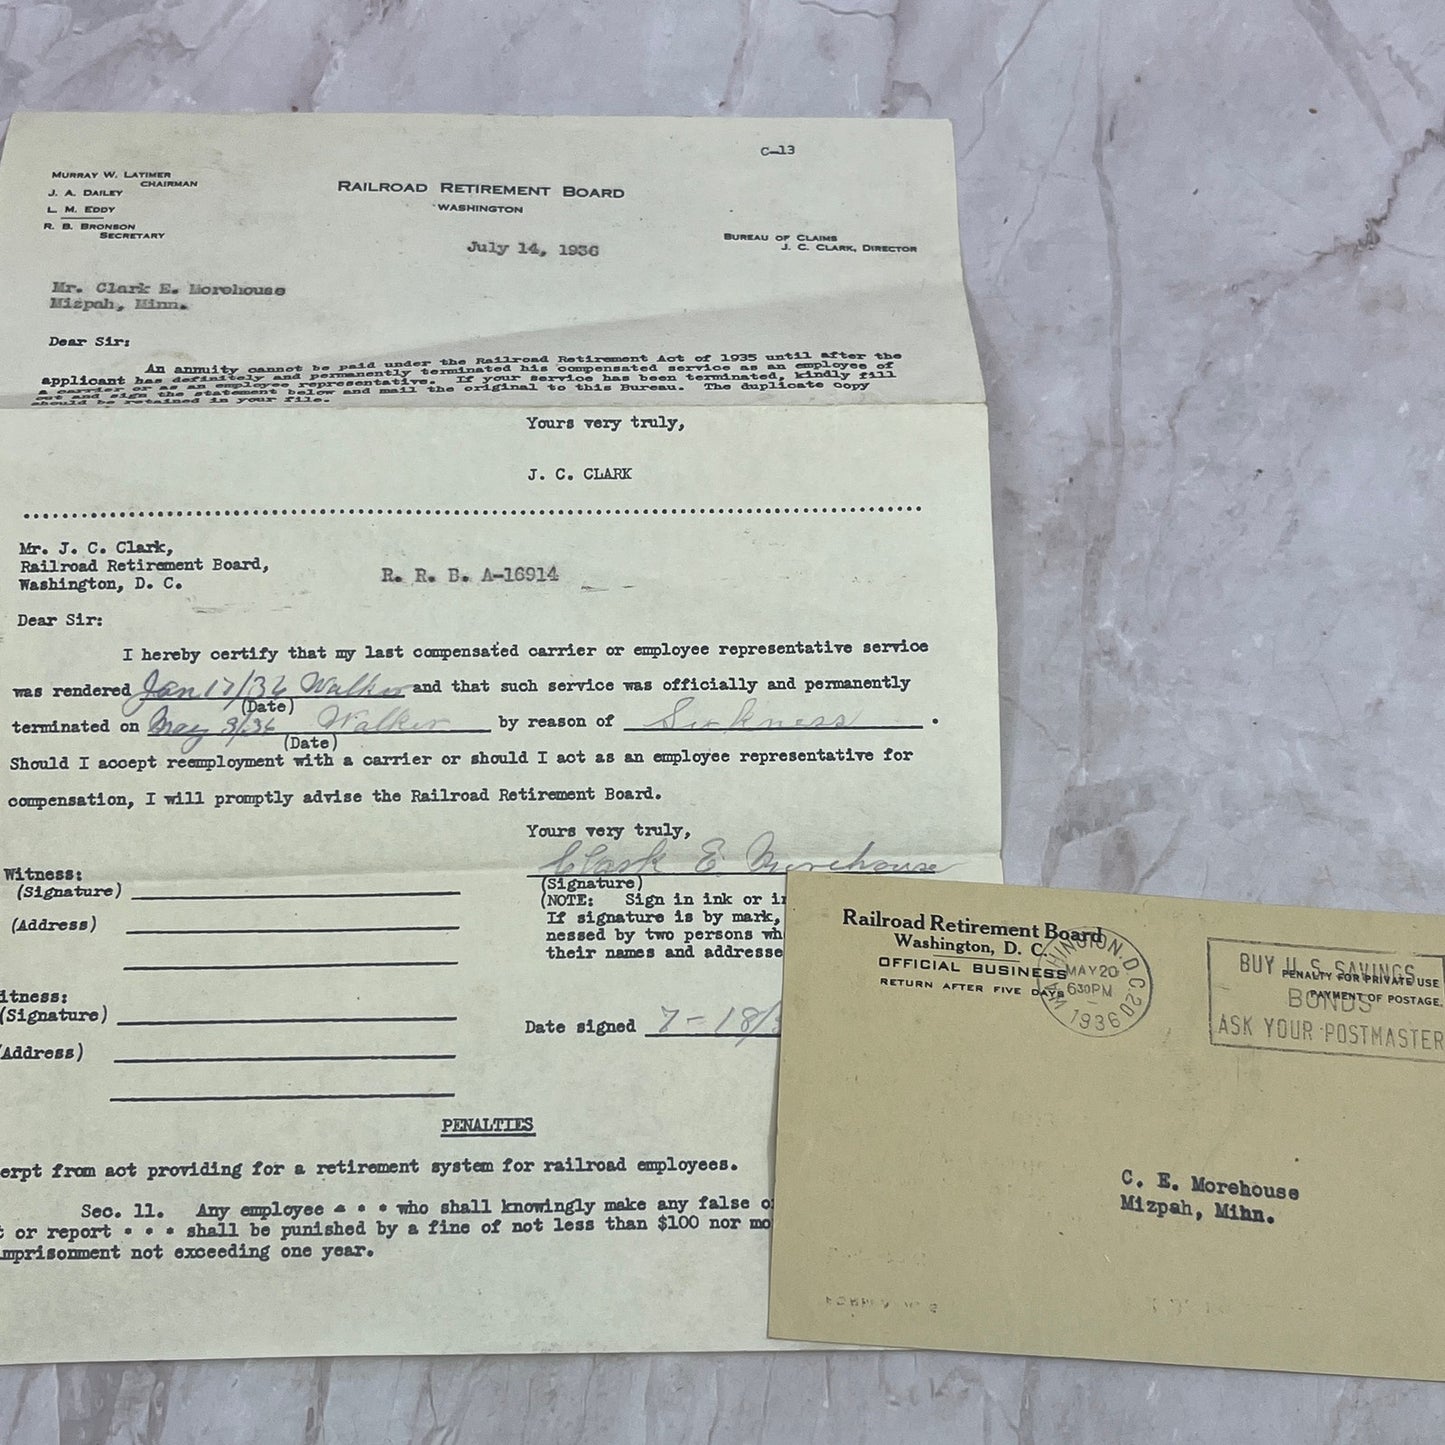 C-13
MURRAY W. LATIMER
CHAIRMAN
J. A. DAILEY
L. M. EDDY
R. B. BRONSON
SECRETARY
RAILROAD RETIREMENT BOARD
WASHINGTON
July 14, 1936
BUREAU OF CLAIMS
J. C. CLARK, DIRECTOR
Mr. Clark E. Morehouse
Mizpah, Minn.
Dear Sir:
An annuity cannot be paid under the Railroad Retirement Act of 1935 until after the
applicant has definitely and permanently terminated his compensated service as an employee of
a carrier or as an employee representative. If your service has been terminated, kindly fill
out and sign the statement below and mail the original to this Bureau. The duplicate copy
should be retained in your file.
Yours very truly,
J. C. CLARK
Mr. J. C. Clark,
Railroad Retirement Board,
Washington, D. C.
R. R. B. A-16914
Dear Sir:
I hereby certify that my last compensated carrier or employee representative service
was rendered Jan 17/36 Walker and that such service was officially and permanently
(Date)
terminated on May 3/36 Walker by reason of Sickness.
(Date)
Should I accept reemployment with a carrier or should I act as an employee representative for
compensation, I will promptly advise the Railroad Retirement Board.
Yours very truly,
Clark E. Morehouse
(Signature)
(NOTE: Sign in ink or in
If signature is by mark,
nessed by two persons wh
their names and addresse
Witness:
(Signature)
(Address)
itness:
(Signature)
(Address)
Date signed 7-18/3
PENALTIES
erpt from act providing for a retirement system for railroad employees.
Sec. 11. Any employee * * * who shall knowingly make any false o
t or report * * * shall be punished by a fine of not less than $100 nor mo
mprisonment not exceeding one year.
Railroad Retirement Board
Washington, D. C.
OFFICIAL BUSINESS
RETURN AFTER FIVE DAYS
WASHINGTON, D.C. 20
MAY 20
6 30 PM
1936
BUY U.S. SAVINGS
BONDS
ASK YOUR POSTMASTER
PENALTY FOR PRIVATE USE
PAYMENT OF POSTAGE,
C. E. Morehouse
Mizpah, Minn.